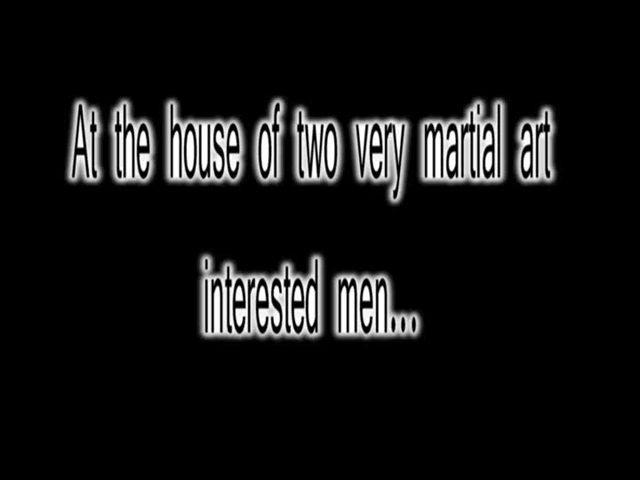 At the house of two very martial art
interested men...